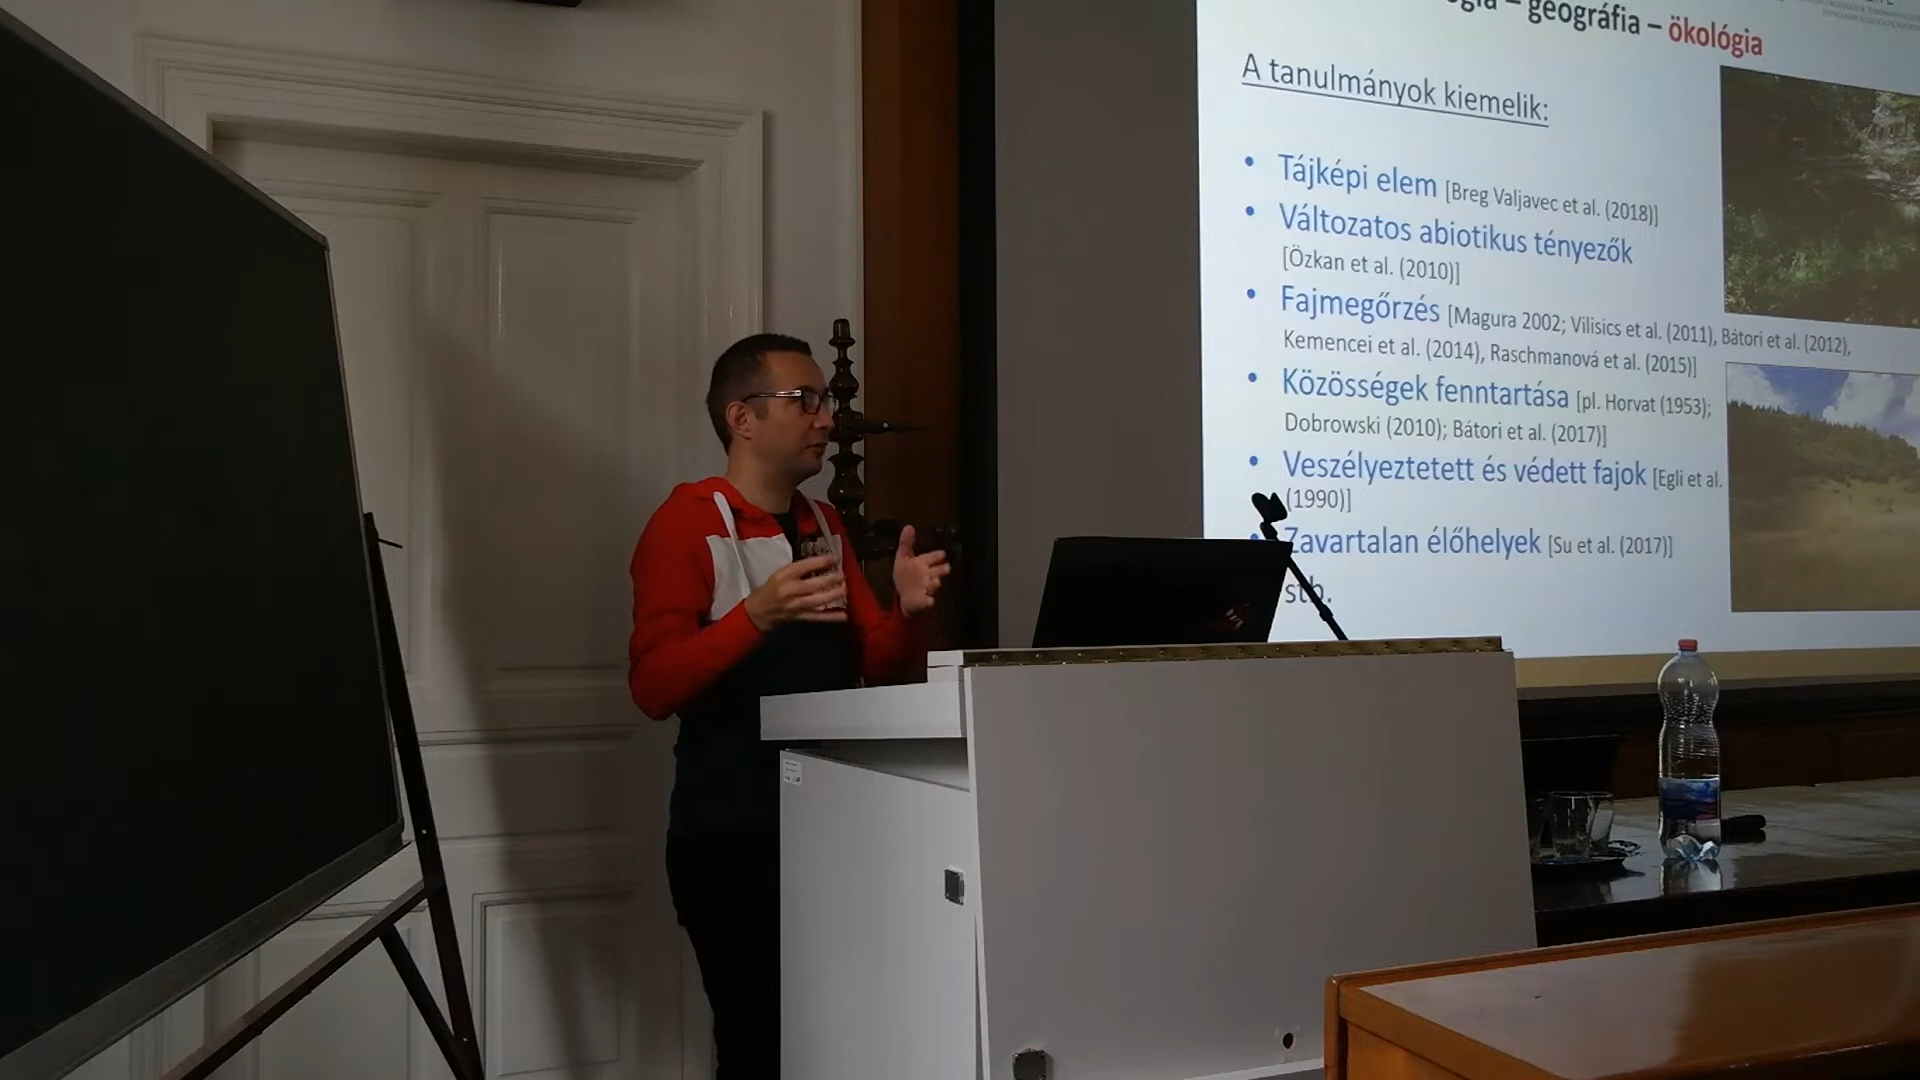 – geográfia – ökológia
A tanulmányok kiemelik:
• Tájképi elem [Breg Valjavec et al. (2018)]
• Változatos abiotikus tényezők
[Özkan et al. (2010)]
• Fajmegőrzés [Magura 2002; Vilisics et al. (2011), Bátori et al. (2012),
Kemencei et al. (2014), Raschmanová et al. (2015)]
• Közösségek fenntartása [pl. Horvat (1953);
Dobrowski (2010); Bátori et al. (2017)]
• Veszélyeztetett és védett fajok [Egli et al.
(1990)]
• Zavartalan élőhelyek [Su et al. (2017)]
stb.